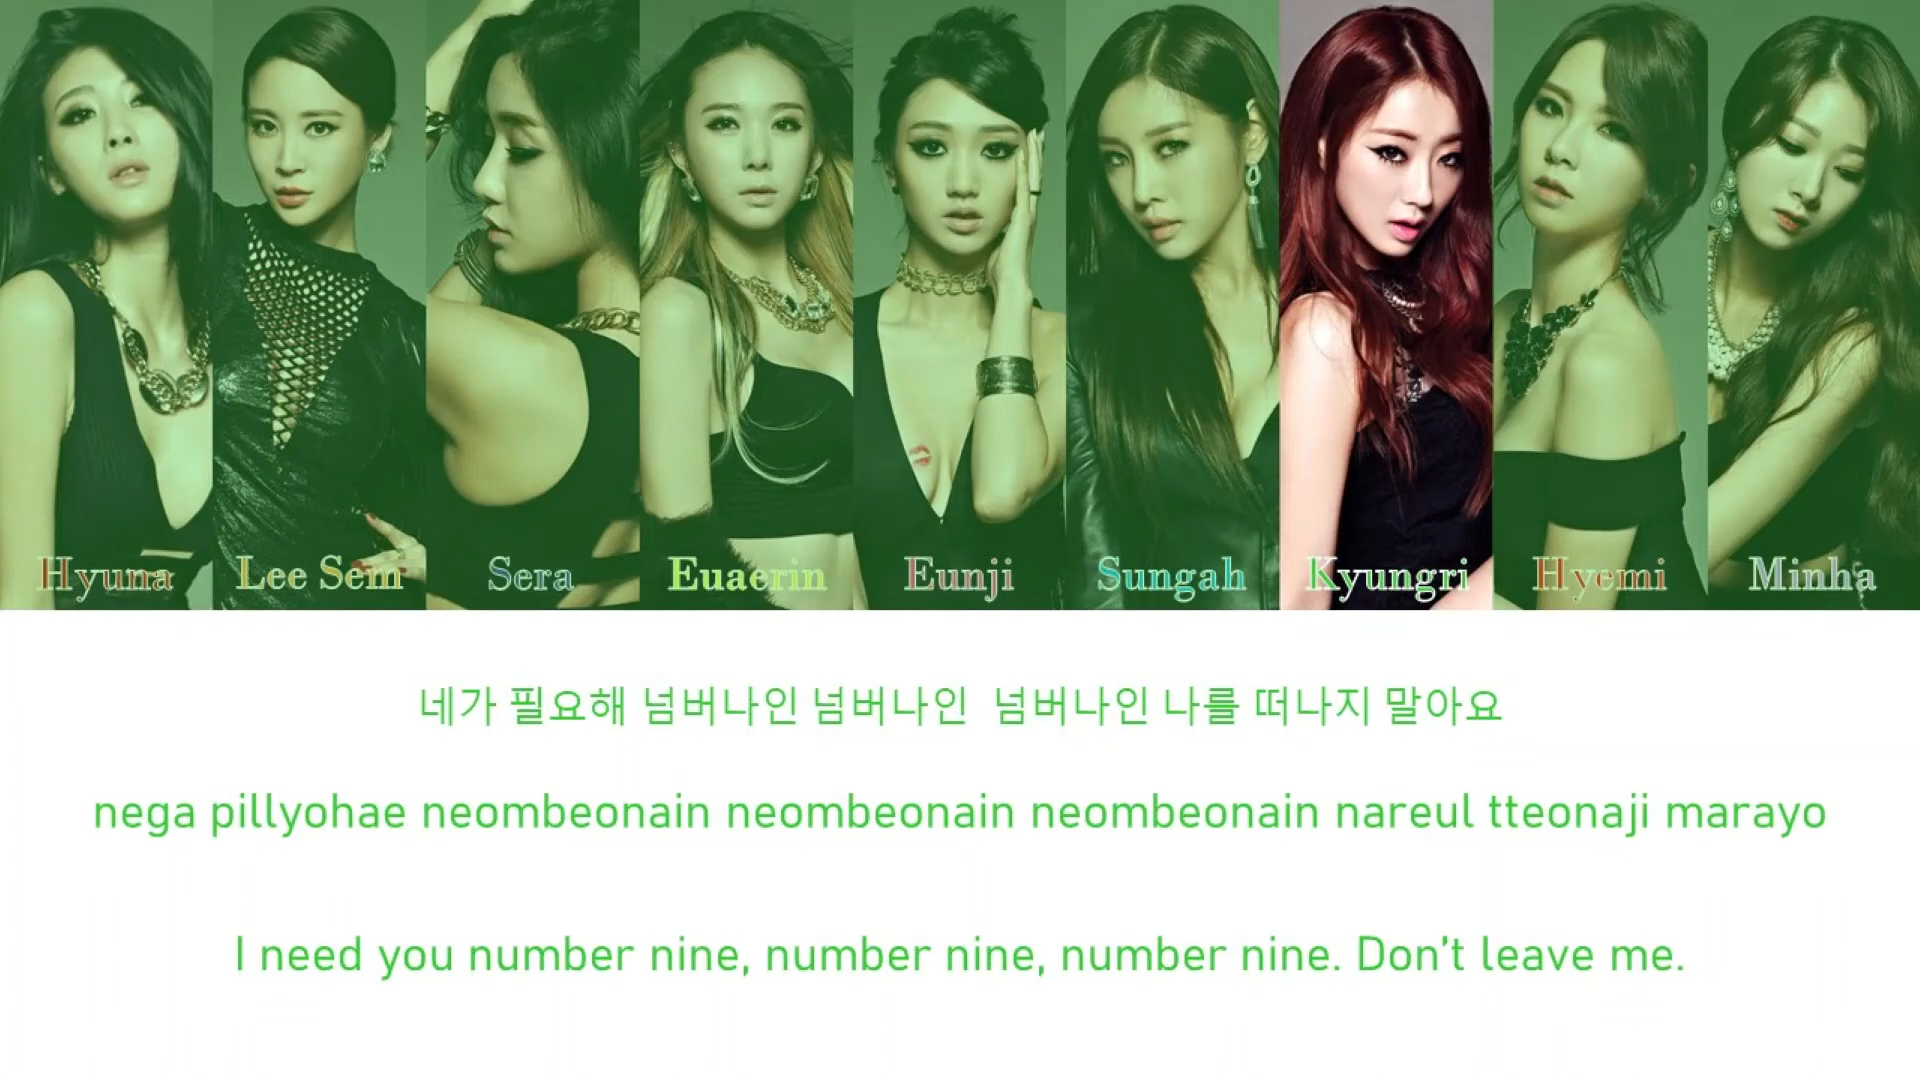 Hyuna Lee Sem Sera Euaerin Eunji Sungah Kyungri Hyemi Minha
네가 필요해 넘버나인 넘버나인 넘버나인 나를 떠나지 말아요
nega pillyohae neombeonain neombeonain neombeonain nareul tteonaji marayo
I need you number nine, number nine, number nine. Don't leave me.